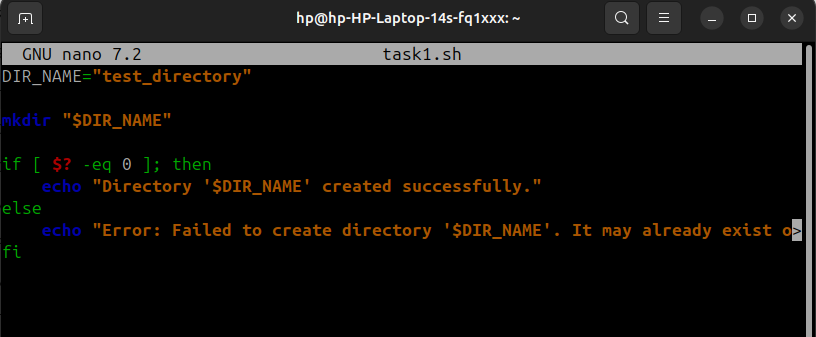 hp@hp-HP-Laptop-14s-fq1xxx: ~
GNU nano 7.2 task1.sh
DIR_NAME="test_directory"
mkdir "$DIR_NAME"
if [ $? -eq 0 ]; then
    echo "Directory '$DIR_NAME' created successfully."
else
    echo "Error: Failed to create directory '$DIR_NAME'. It may already exist o>
fi